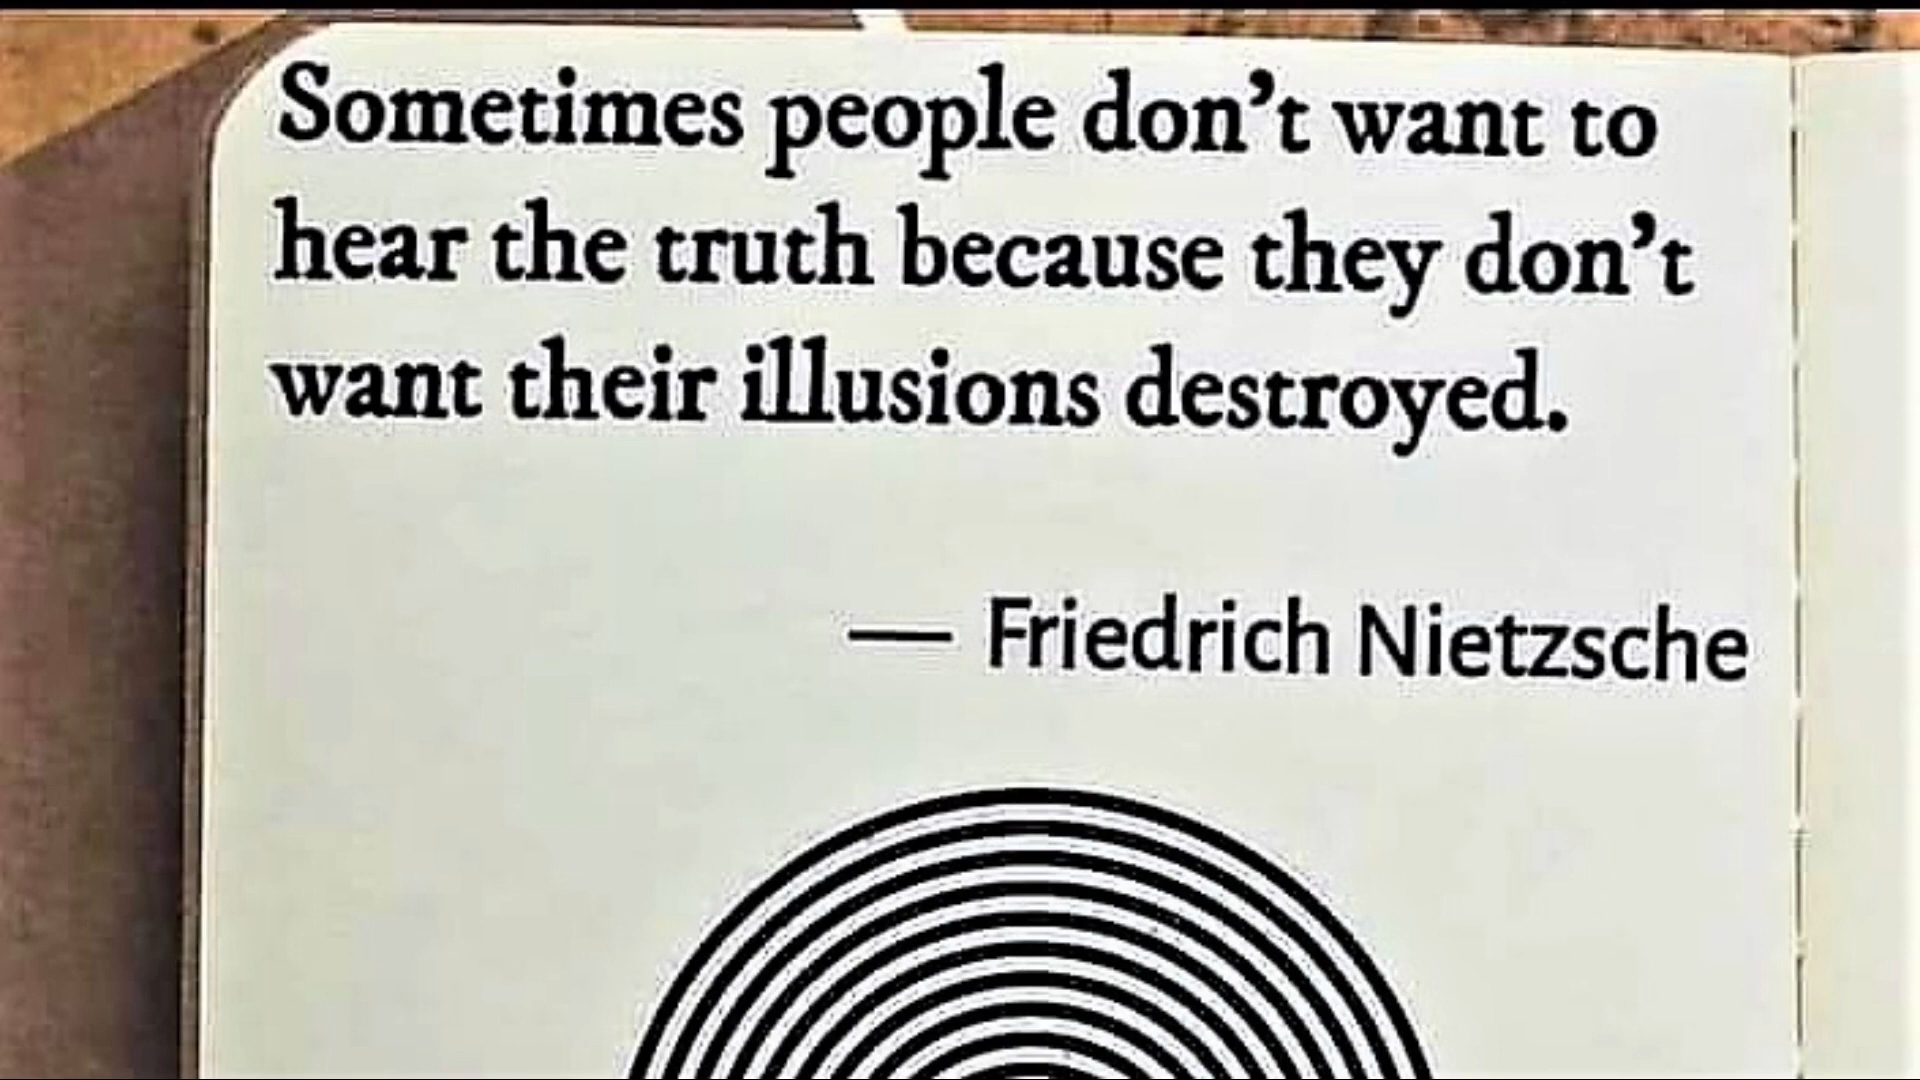 Sometimes people don't want to
hear the truth because they don't
want their illusions destroyed.
— Friedrich Nietzsche